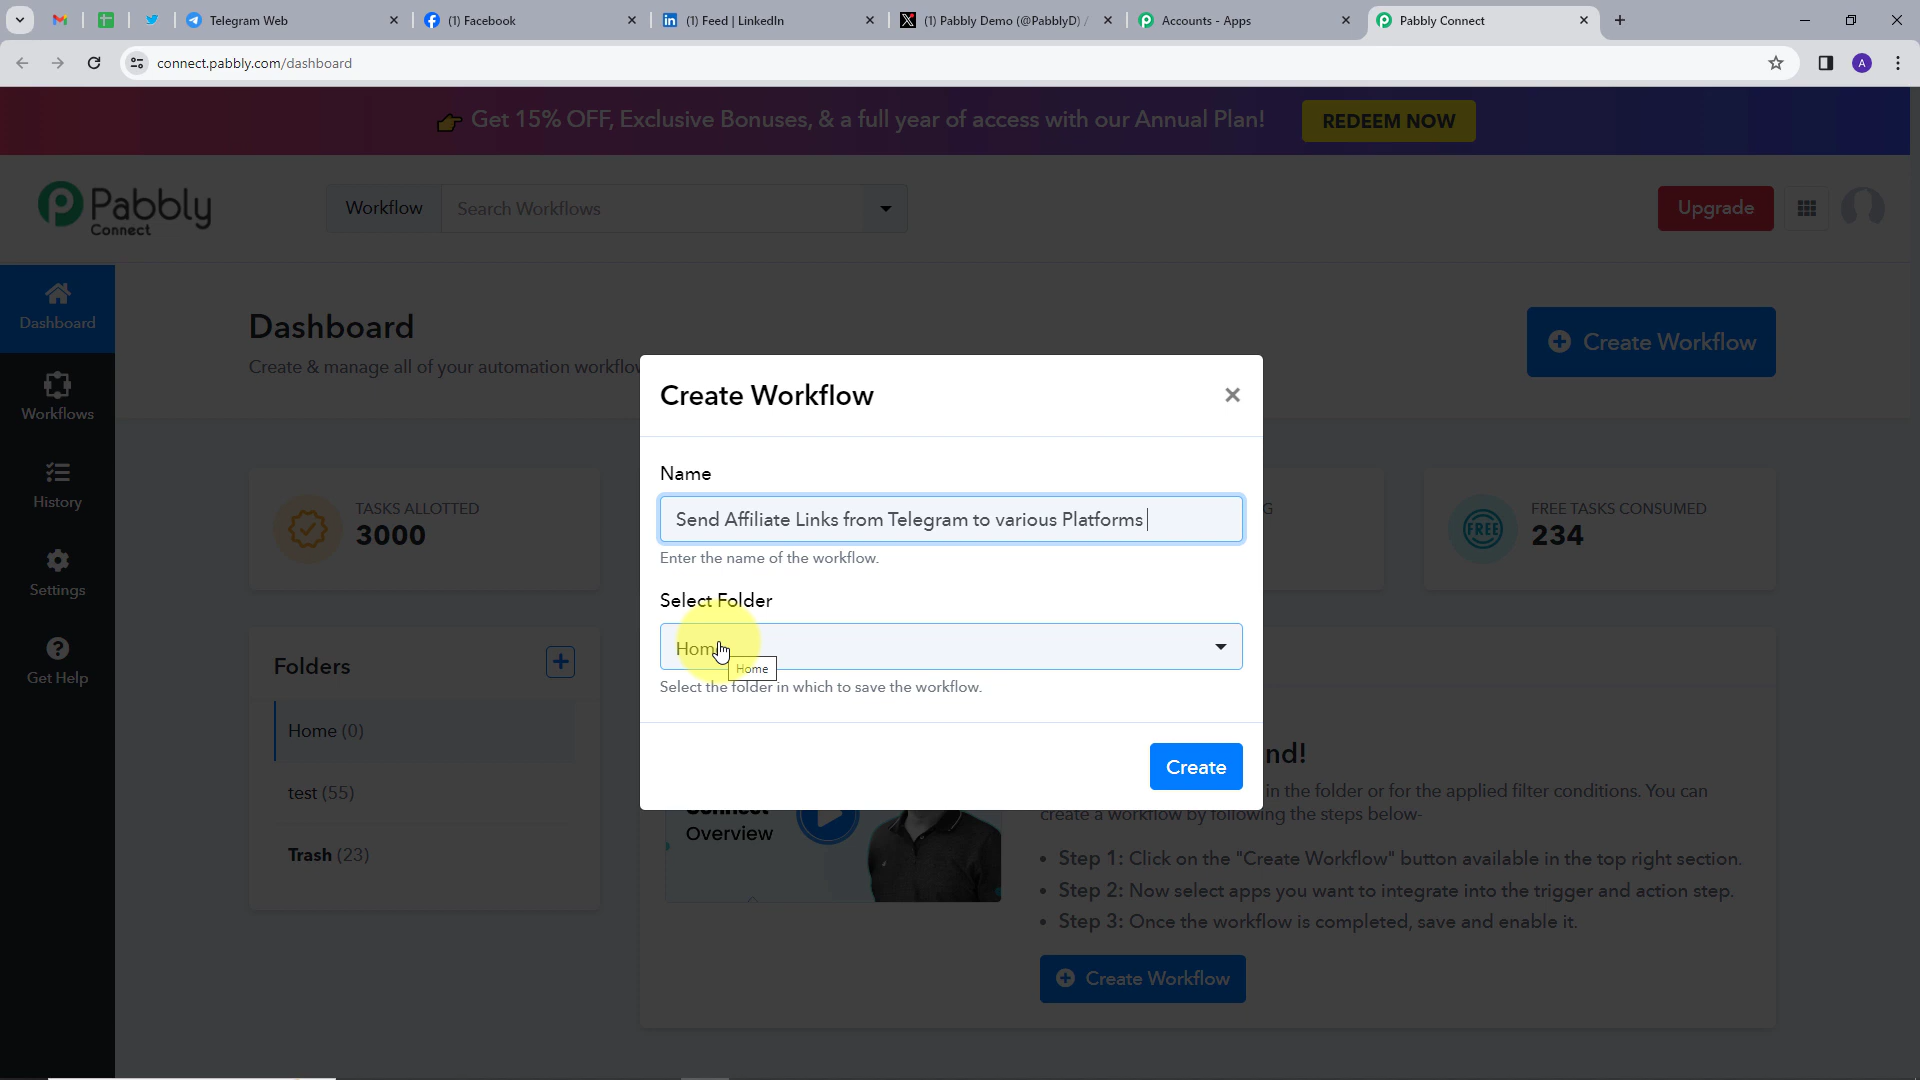 Telegram Web
(1) Facebook
(1) Feed | LinkedIn
(1) Pabbly Demo (@PabblyD) /
Accounts - Apps
Pabbly Connect
connect.pabbly.com/dashboard
A
Get 15% OFF, Exclusive Bonuses, & a full year of access with our Annual Plan!
REDEEM NOW
Pabbly
Connect
Workflow
Search Workflows
Upgrade
Dashboard
Workflows
History
Settings
Get Help
Dashboard
Create & manage all of your automation workflow
Create Workflow
TASKS ALLOTTED
3000
G
FREE
FREE TASKS CONSUMED
234
Folders
Home (0)
test (55)
Trash (23)
Create Workflow
Name
Send Affiliate Links from Telegram to various Platforms
Enter the name of the workflow.
Select Folder
Home
Home
Select the folder in which to save the workflow.
Create
Connect
Overview
nd!
in the folder or for the applied filter conditions. You can
create a workflow by following the steps below-
• Step 1: Click on the "Create Workflow" button available in the top right section.
• Step 2: Now select apps you want to integrate into the trigger and action step.
• Step 3: Once the workflow is completed, save and enable it.
Create Workflow